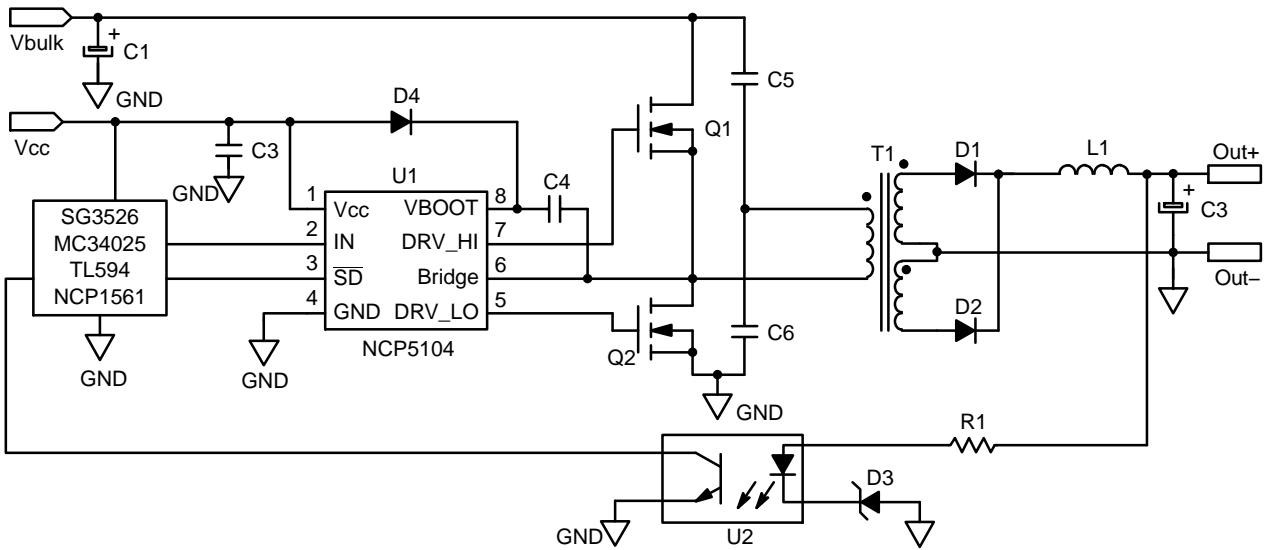 Vbulk
+
C1
GND
C5
D4
Q1
Vcc
C3
GND
U1
C4
T1
D1
L1
Out+
+
C3
SG3526
MC34025
TL594
NCP1561
1
Vcc
VBOOT
8
2
IN
DRV_HI
7
3
SD
Bridge
6
4
GND
DRV_LO
5
NCP5104
Out–
D2
C6
Q2
GND
GND
GND
R1
D3
GND
U2